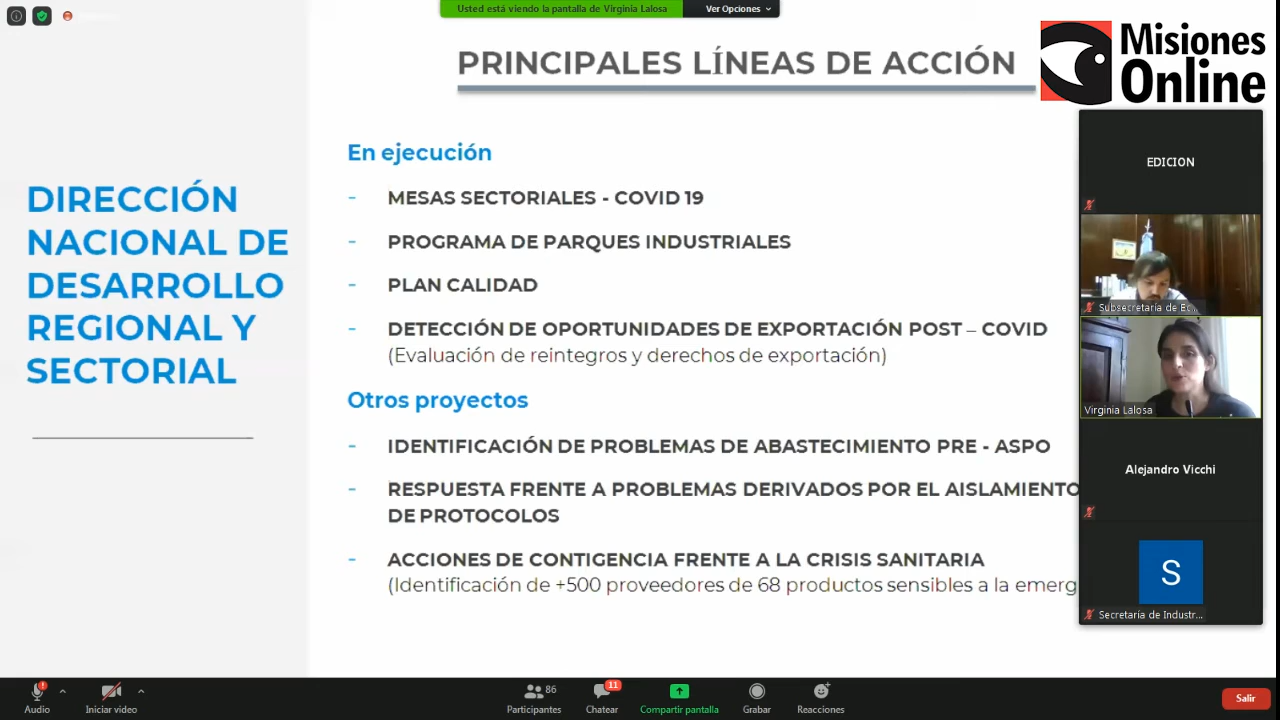 Usted está viendo la pantalla de Virginia Lalosa
Ver Opciones
PRINCIPALES LÍNEAS DE ACCIÓN
Misiones
Online
DIRECCIÓN
NACIONAL DE
DESARROLLO
REGIONAL Y
SECTORIAL
En ejecución
- MESAS SECTORIALES - COVID 19
- PROGRAMA DE PARQUES INDUSTRIALES
- PLAN CALIDAD
- DETECCIÓN DE OPORTUNIDADES DE EXPORTACIÓN POST – COVID
(Evaluación de reintegros y derechos de exportación)
Otros proyectos
- IDENTIFICACIÓN DE PROBLEMAS DE ABASTECIMIENTO PRE - ASPO
- RESPUESTA FRENTE A PROBLEMAS DERIVADOS POR EL AISLAMIENTO
DE PROTOCOLOS
- ACCIONES DE CONTIGENCIA FRENTE A LA CRISIS SANITARIA
(Identificación de +500 proveedores de 68 productos sensibles a la emerg
EDICION
Subsecretaría de Ec...
Virginia Lalosa
Alejandro Vicchi
S
Secretaría de Industr...
Audio
Iniciar video
86
Participantes
11
Chatear
Compartir pantalla
Grabar
Reacciones
Salir